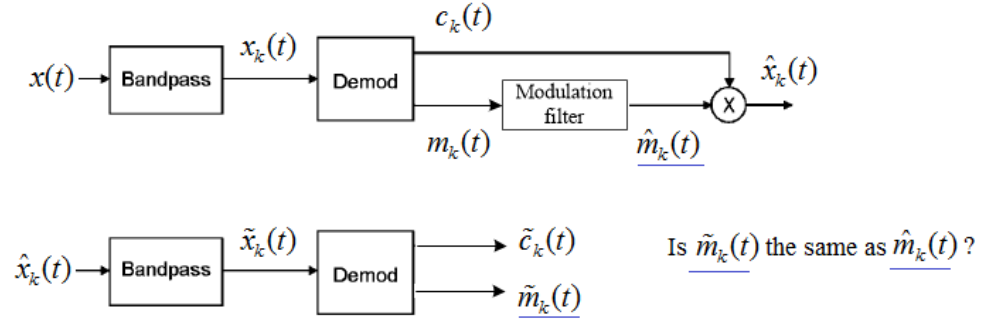 c_k(t)
x(t) Bandpass x_k(t) Demod x̂_k(t)
Modulation
filter X
m_k(t) m̂_k(t)
x̂_k(t) Bandpass x̃_k(t) Demod c̃_k(t)
m̃_k(t)
Is m̃_k(t) the same as m̂_k(t) ?